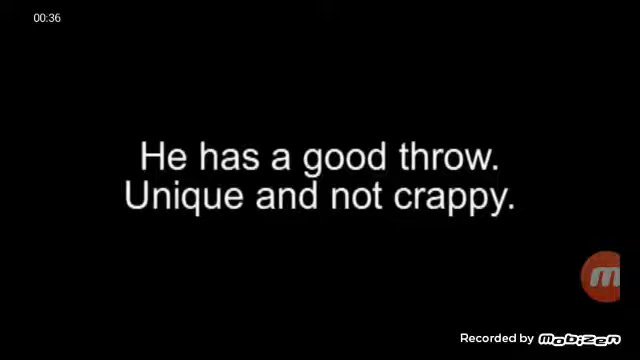 00:36
He has a good throw.
Unique and not crappy.
Recorded by mobizen